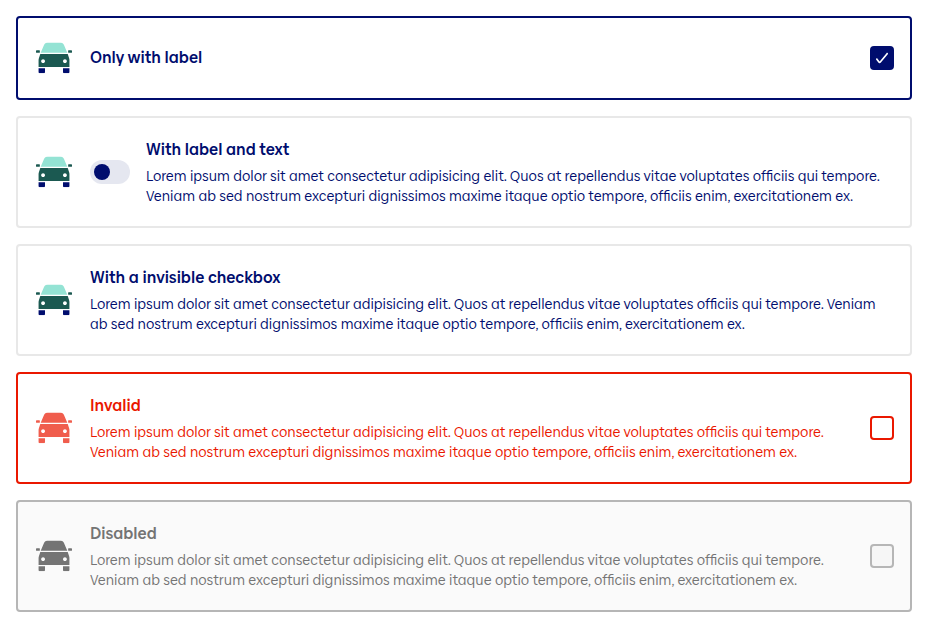 Only with label
With label and text
Lorem ipsum dolor sit amet consectetur adipisicing elit. Quos at repellendus vitae voluptates officiis qui tempore.
Veniam ab sed nostrum excepturi dignissimos maxime itaque optio tempore, officiis enim, exercitationem ex.
With a invisible checkbox
Lorem ipsum dolor sit amet consectetur adipisicing elit. Quos at repellendus vitae voluptates officiis qui tempore. Veniam
ab sed nostrum excepturi dignissimos maxime itaque optio tempore, officiis enim, exercitationem ex.
Invalid
Lorem ipsum dolor sit amet consectetur adipisicing elit. Quos at repellendus vitae voluptates officiis qui tempore.
Veniam ab sed nostrum excepturi dignissimos maxime itaque optio tempore, officiis enim, exercitationem ex.
Disabled
Lorem ipsum dolor sit amet consectetur adipisicing elit. Quos at repellendus vitae voluptates officiis qui tempore.
Veniam ab sed nostrum excepturi dignissimos maxime itaque optio tempore, officiis enim, exercitationem ex.